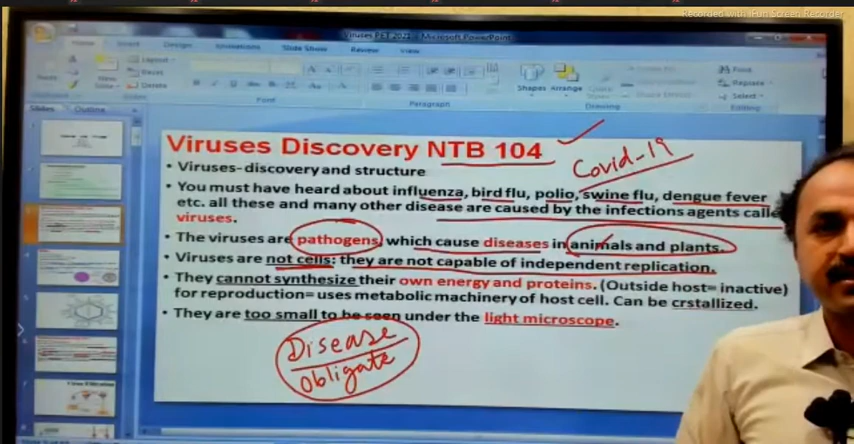 Recorded with iFun Screen Recorder
Viruses PET 2021 - Microsoft PowerPoint
Home Insert Design Animations Slide Show Review View
Layout
Reset
Delete
Shapes Arrange
Find
Replace
Select
Font Paragraph Drawing Editing
Slides Outline
Viruses Discovery NTB 104
Covid-19
• Viruses-discovery and structure
• You must have heard about influenza, bird flu, polio, swine flu, dengue fever
etc. all these and many other disease are caused by the infections agents calle
viruses.
• The viruses are pathogens, which cause diseases in animals and plants.
• Viruses are not cells: they are not capable of independent replication.
• They cannot synthesize their own energy and proteins. (Outside host= inactive)
for reproduction= uses metabolic machinery of host cell. Can be crstallized.
• They are too small to be seen under the light microscope.
Disease
Obligate